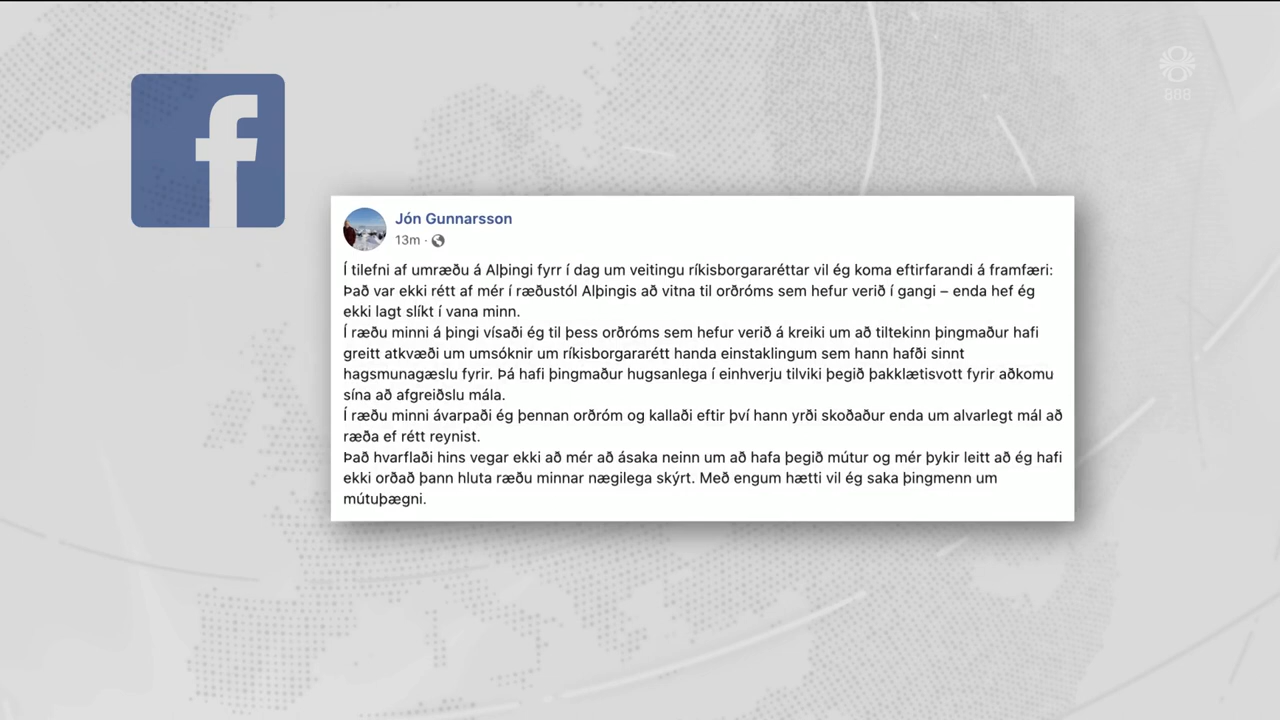 888
Jón Gunnarsson
13m ·
Í tilefni af umræðu á Alþingi fyrr í dag um veitingu ríkisborgararéttar vil ég koma eftirfarandi á framfæri:
Það var ekki rétt af mér í ræðustól Alþingis að vitna til orðróms sem hefur verið í gangi – enda hef ég
ekki lagt slíkt í vana minn.
Í ræðu minni á þingi vísaði ég til þess orðróms sem hefur verið á kreiki um að tiltekinn þingmaður hafi
greitt atkvæði um umsóknir um ríkisborgararétt handa einstaklingum sem hann hafði sinnt
hagsmunagæslu fyrir. Þá hafi þingmaður hugsanlega í einhverju tilviki þegið þakklætisvott fyrir aðkomu
sína að afgreiðslu mála.
Í ræðu minni ávarpaði ég þennan orðróm og kallaði eftir því hann yrði skoðaður enda um alvarlegt mál að
ræða ef rétt reynist.
Það hvarflaði hins vegar ekki að mér að ásaka neinn um að hafa þegið mútur og mér þykir leitt að ég hafi
ekki orðað þann hluta ræðu minnar nægilega skýrt. Með engum hætti vil ég saka þingmenn um
mútuþægni.